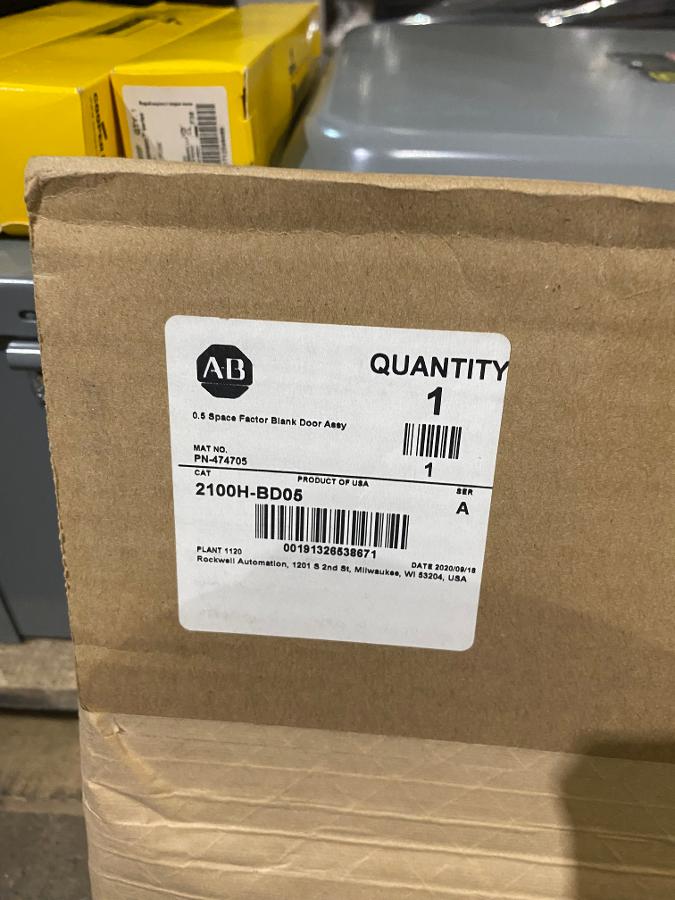 QTY 1
AB
QUANTITY
1
0.5 Space Factor Blank Door Assy
1
MAT NO.
PN-474705
CAT
PRODUCT OF USA
SER
2100H-BD05
A
00191326538671
PLANT 1120
DATE 2020/09/18
Rockwell Automation, 1201 S 2nd St, Milwaukee, WI 53204, USA